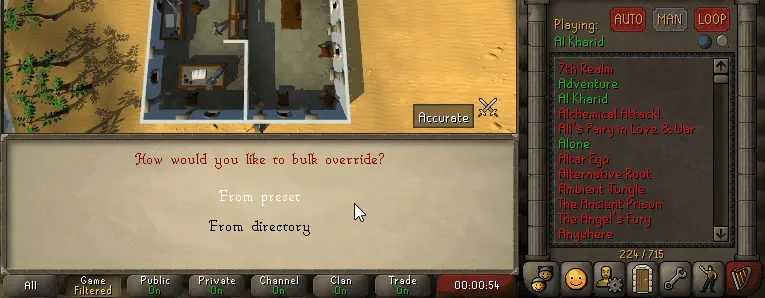 Accurate
How would you like to bulk override?
From preset
From directory
All
Game
Filtered
Public
On
Private
On
Channel
On
Clan
On
Trade
On
00:00:54
Playing:
AUTO
MAN
LOOP
Al Kharid
7th Realm
Adventure
Al Kharid
Alchemical Attack!
Ali's Fairy in Love & War
Alone
Altar Ego
Alternative Root
Ambient Jungle
The Ancient Prison
The Angel's Fury
Anywhere
224 / 715